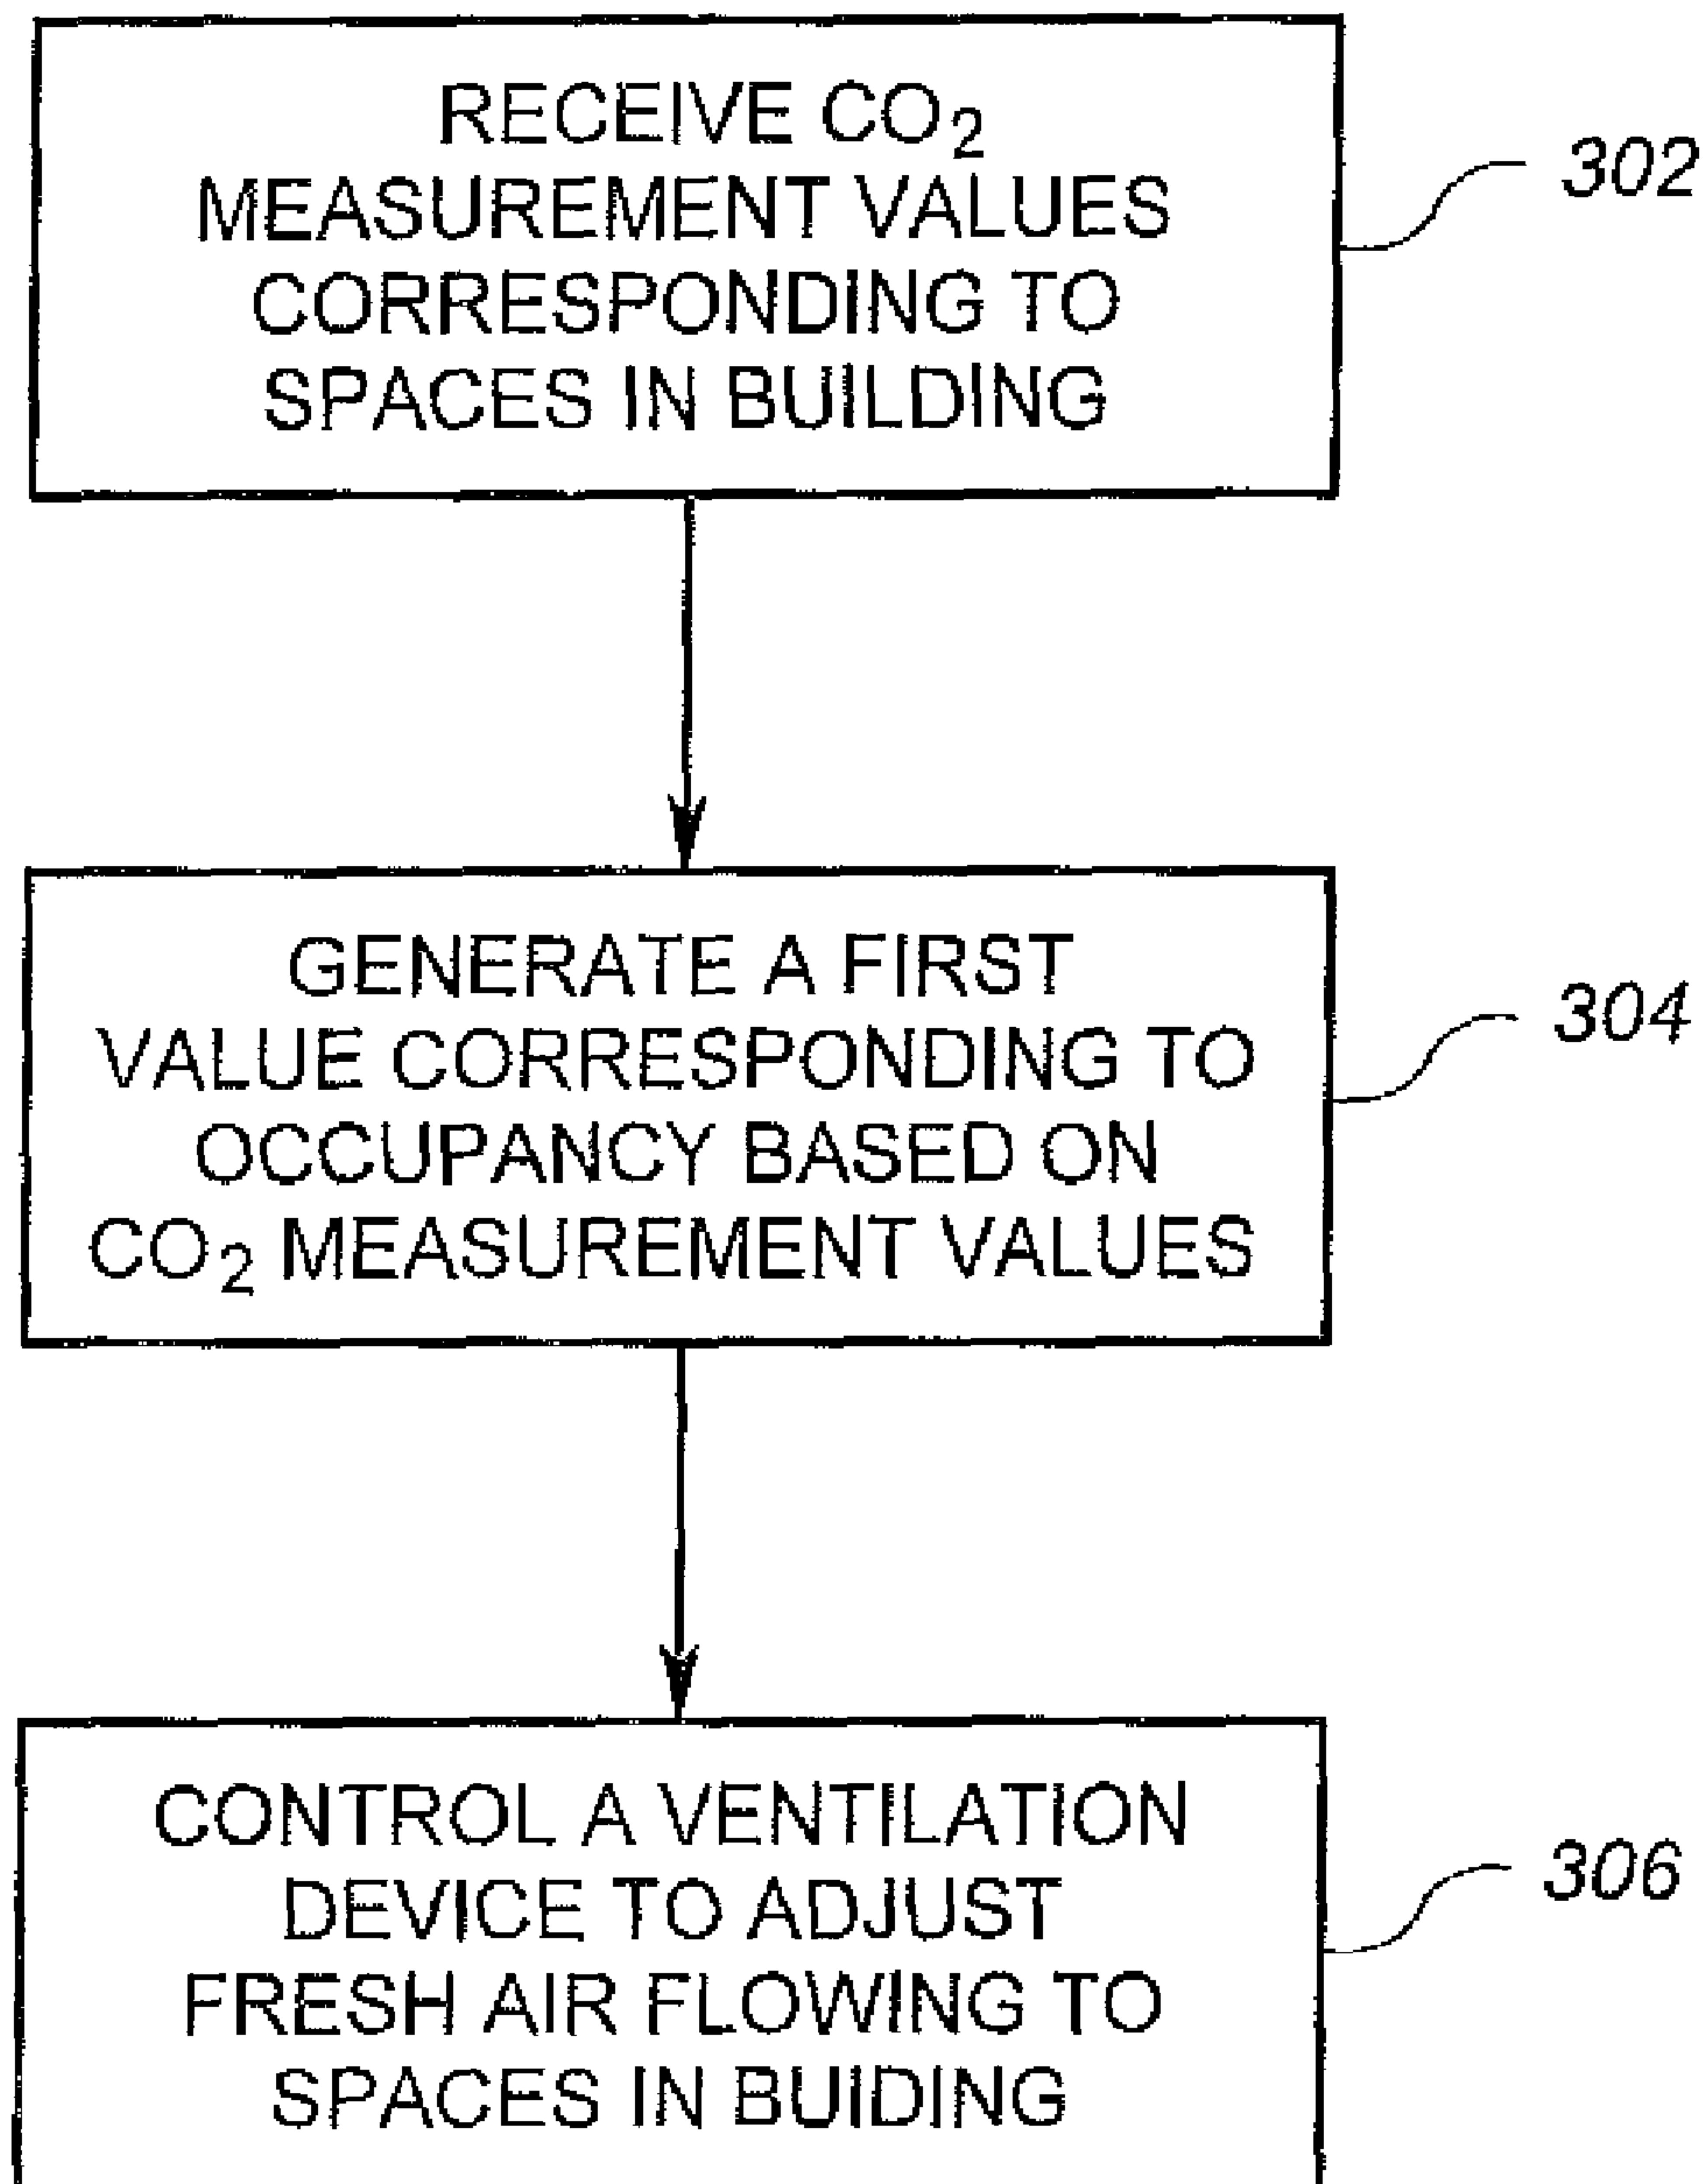 RECEIVE CO₂
MEASUREMENT VALUES
CORRESPONDING TO
SPACES IN BUILDING
302
GENERATE A FIRST
VALUE CORRESPONDING TO
OCCUPANCY BASED ON
CO₂ MEASUREMENT VALUES
304
CONTROL A VENTILATION
DEVICE TO ADJUST
FRESH AIR FLOWING TO
SPACES IN BUIDING
306